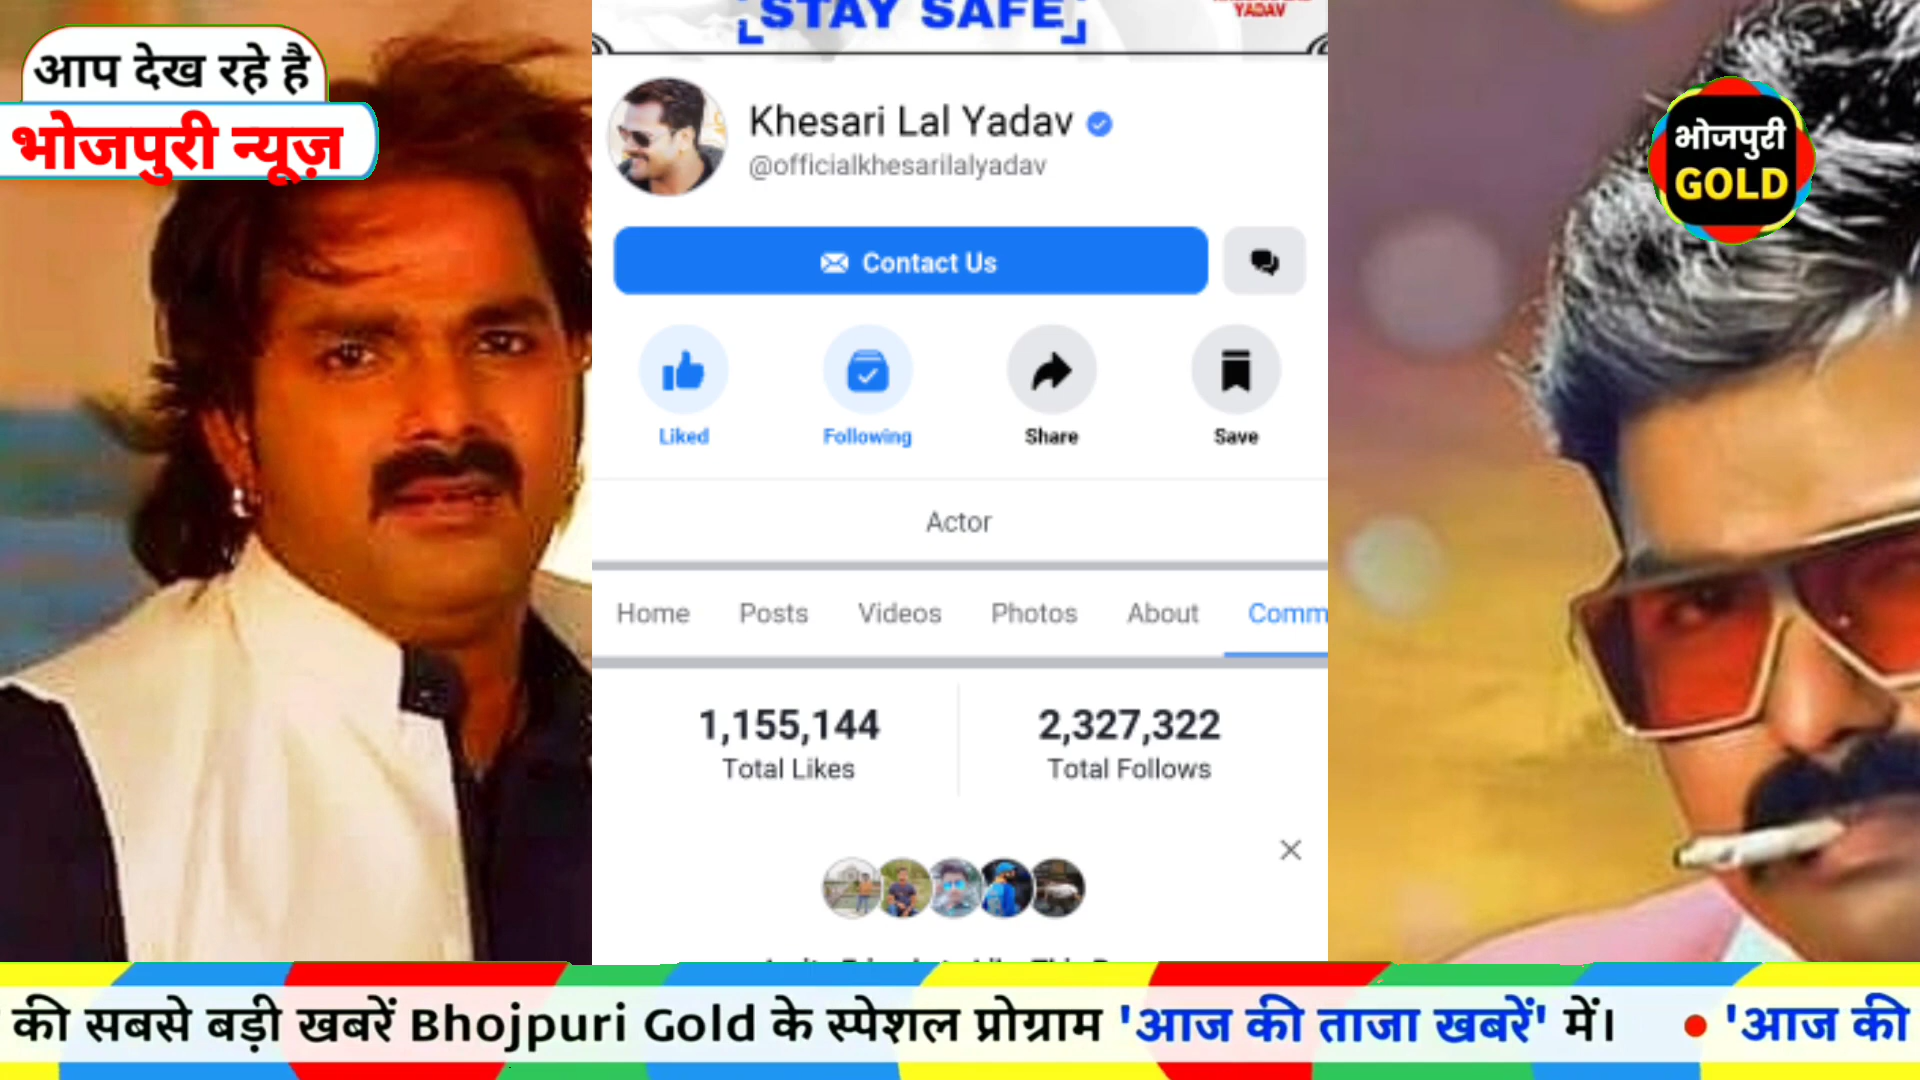 आप देख रहे है
भोजपुरी न्यूज़
STAY SAFE
YADAV
Khesari Lal Yadav
@officialkhesarilalyadav
Contact Us
Liked
Following
Share
Save
Actor
Home
Posts
Videos
Photos
About
Comm
1,155,144
Total Likes
2,327,322
Total Follows
भोजपुरी
GOLD
की सबसे बड़ी खबरें Bhojpuri Gold के स्पेशल प्रोग्राम 'आज की ताजा खबरें' में। • 'आज की